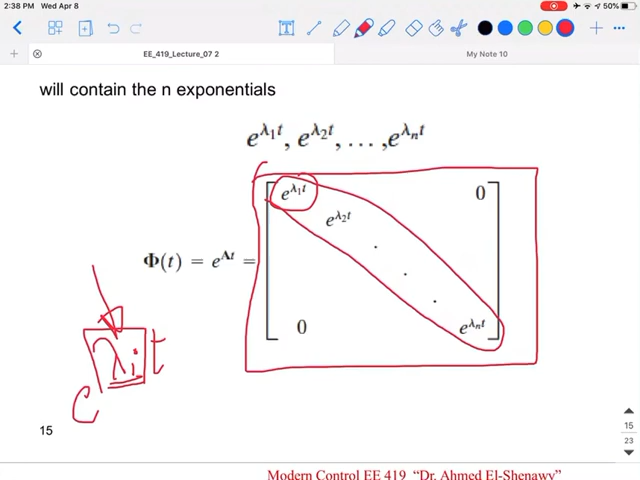 2:38 PM Wed Apr 8
50%
EE_419_Lecture_07 2
My Note 10
will contain the n exponentials
e^{λ₁t}, e^{λ₂t}, . . . ,e^{λₙt}
e^{λ₁t} 0
e^{λ₂t}
Φ(t) = e^{Λt} =
.
.
.
0 e^{λₙt}
e^{λᵢt}
15
15
23
Modern Control EE 419 "Dr. Ahmed El-Shenawy"